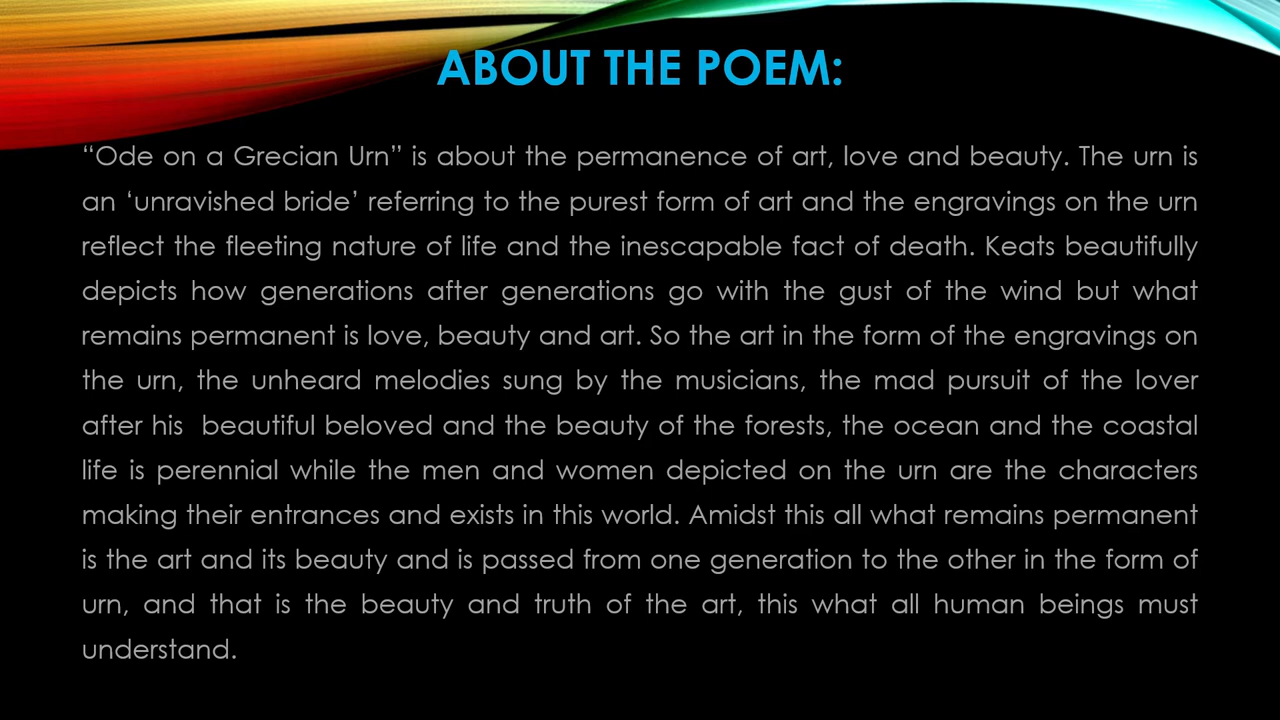 ABOUT THE POEM:
“Ode on a Grecian Urn” is about the permanence of art, love and beauty. The urn is
an ‘unravished bride’ referring to the purest form of art and the engravings on the urn
reflect the fleeting nature of life and the inescapable fact of death. Keats beautifully
depicts how generations after generations go with the gust of the wind but what
remains permanent is love, beauty and art. So the art in the form of the engravings on
the urn, the unheard melodies sung by the musicians, the mad pursuit of the lover
after his  beautiful beloved and the beauty of the forests, the ocean and the coastal
life is perennial while the men and women depicted on the urn are the characters
making their entrances and exists in this world. Amidst this all what remains permanent
is the art and its beauty and is passed from one generation to the other in the form of
urn, and that is the beauty and truth of the art, this what all human beings must
understand.